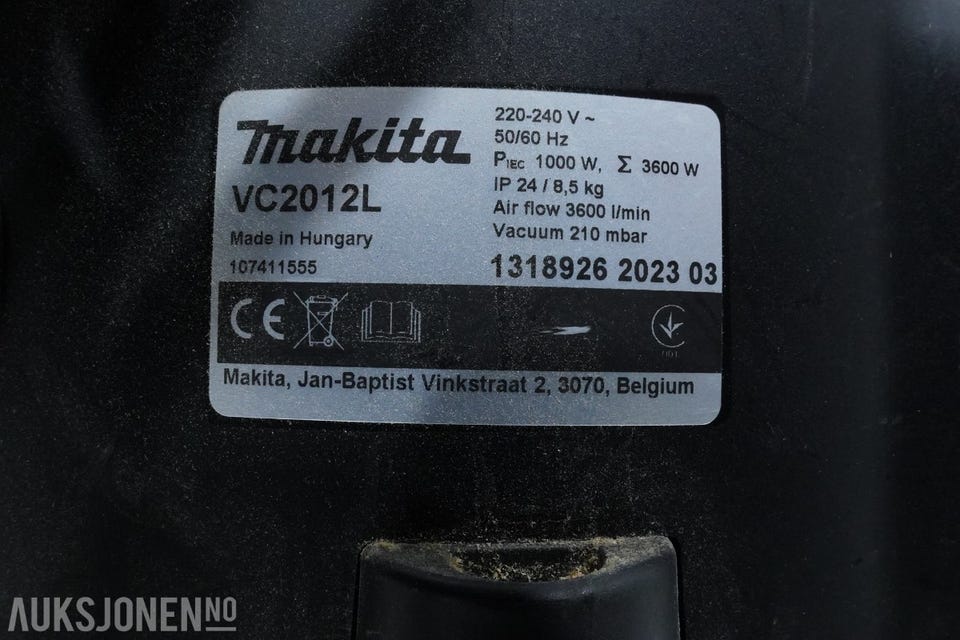 makita
VC2012L
Made in Hungary
107411555
220-240 V ~
50/60 Hz
PIEC 1000 W, Σ 3600 W
IP 24 / 8,5 kg
Air flow 3600 l/min
Vacuum 210 mbar
1318926 2023 03
CE
001
Makita, Jan-Baptist Vinkstraat 2, 3070, Belgium
AUKSJONEN NO